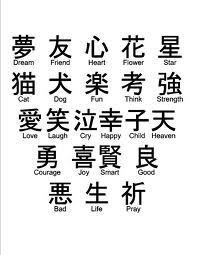 夢 友 心 花 星
Dream Friend Heart Flower Star
猫 犬 楽 考 強
Cat Dog Fun Think Strength
愛 笑 泣 幸 子 天
Love Laugh Cry Happy Child Heaven
勇 喜 賢 良
Courage Joy Smart Good
悪 生 祈
Bad Life Pray